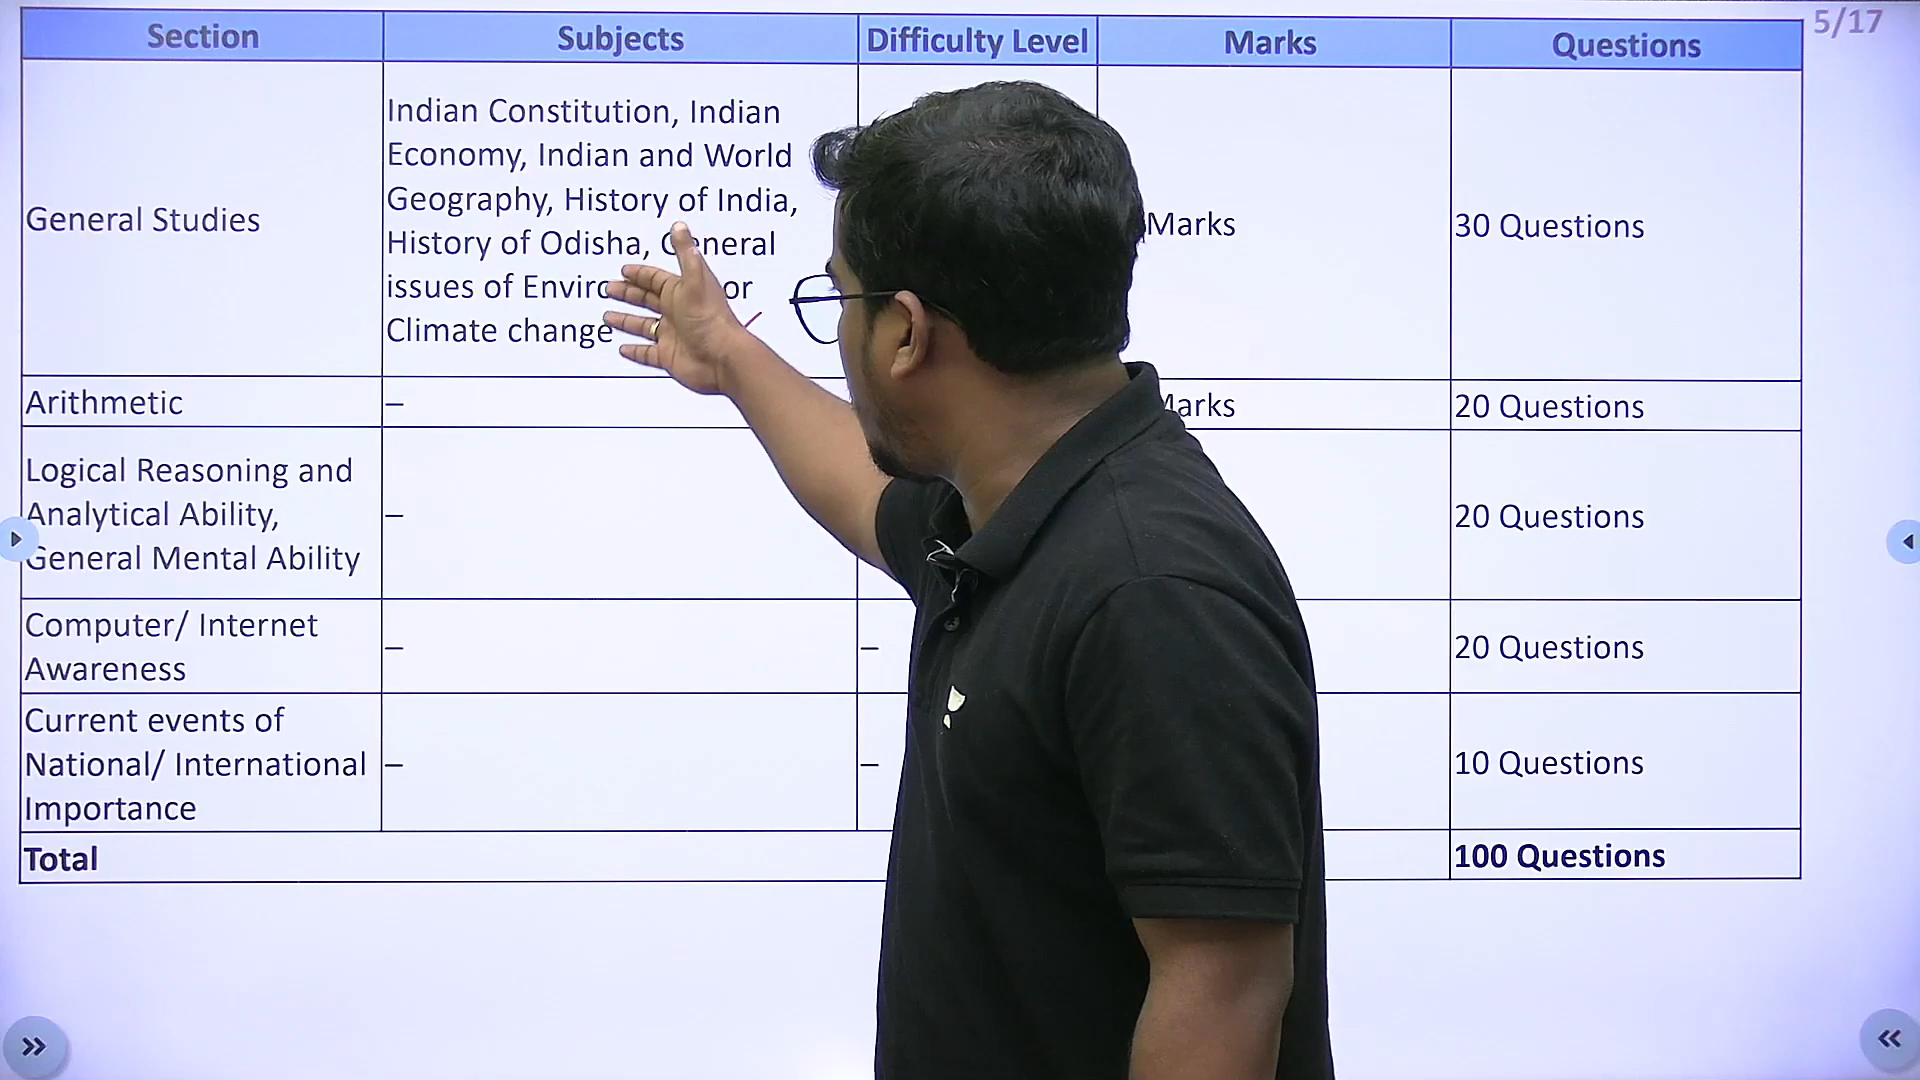 5/17
Section Subjects Difficulty Level Marks Questions
General Studies
Indian Constitution, Indian
Economy, Indian and World
Geography, History of India,
History of Odisha, General
issues of or
Climate change
Marks
30 Questions
Arithmetic – Marks 20 Questions
Logical Reasoning and
Analytical Ability,
General Mental Ability
–
20 Questions
Computer/ Internet
Awareness
– –
20 Questions
Current events of
National/ International
Importance
– –
10 Questions
Total 100 Questions